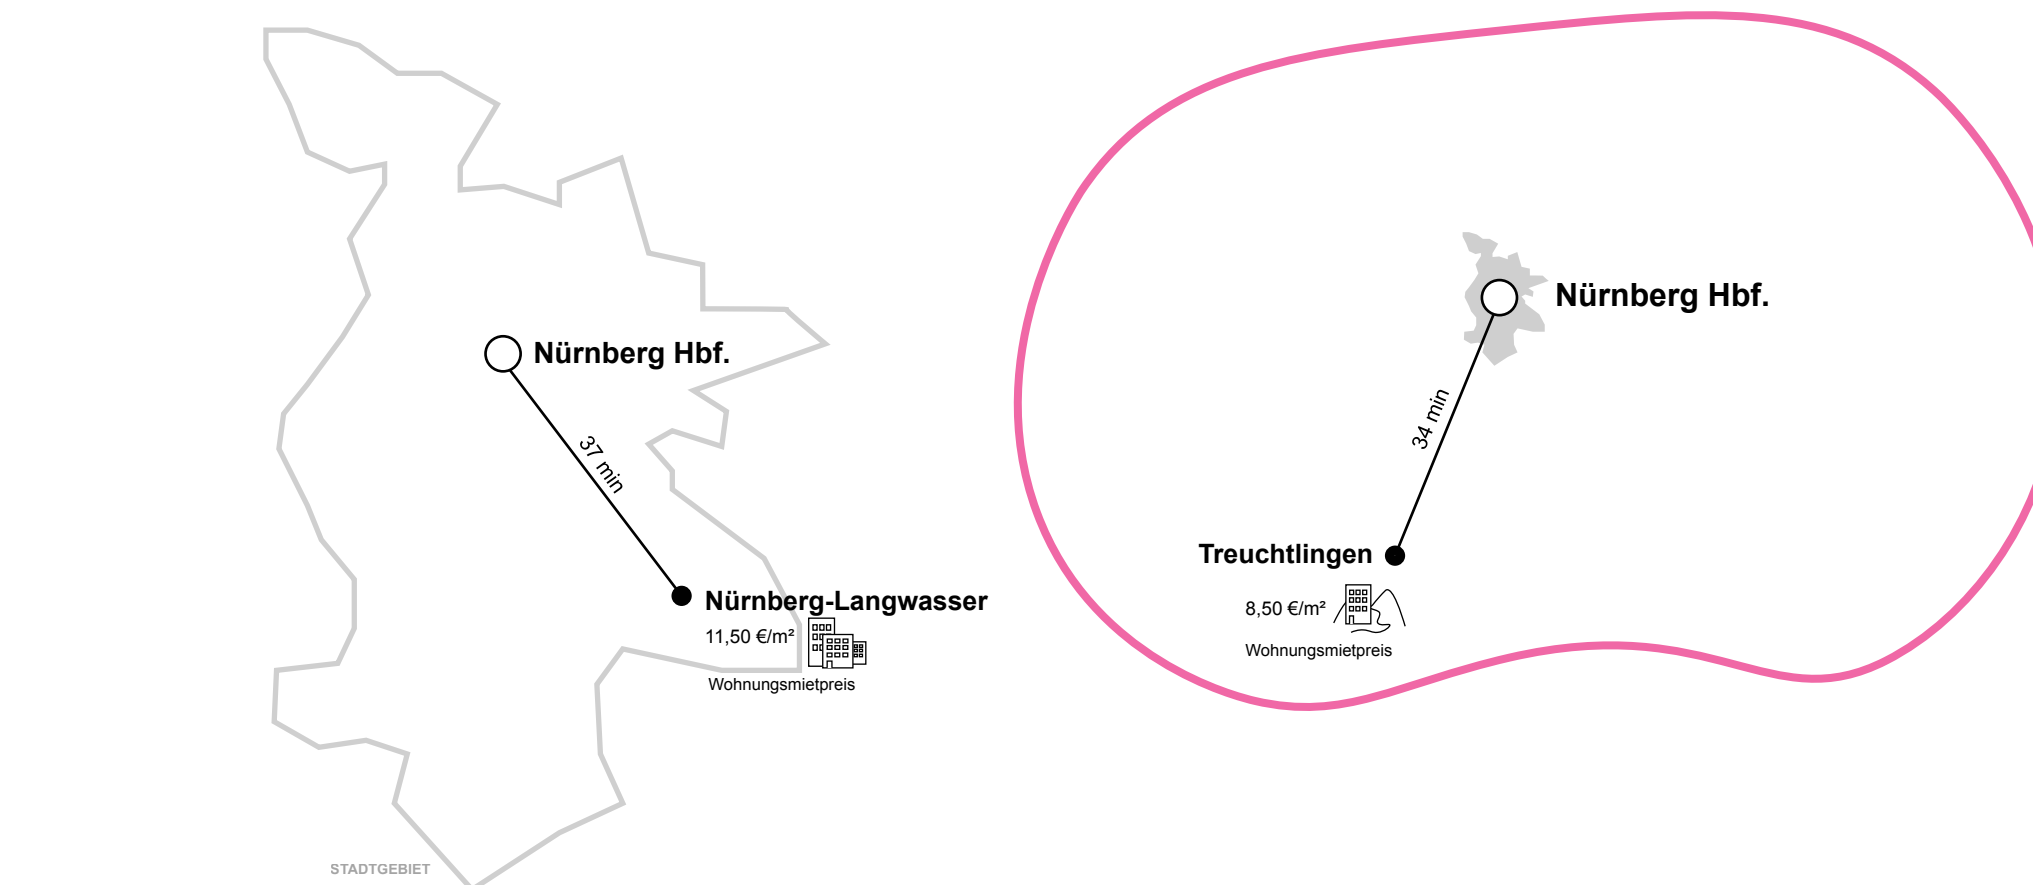 Nürnberg Hbf.
37 min
Nürnberg-Langwasser
11,50 €/m²
Wohnungsmietpreis
STADTGEBIET
Nürnberg Hbf.
34 min
Treuchtlingen
8,50 €/m²
Wohnungsmietpreis